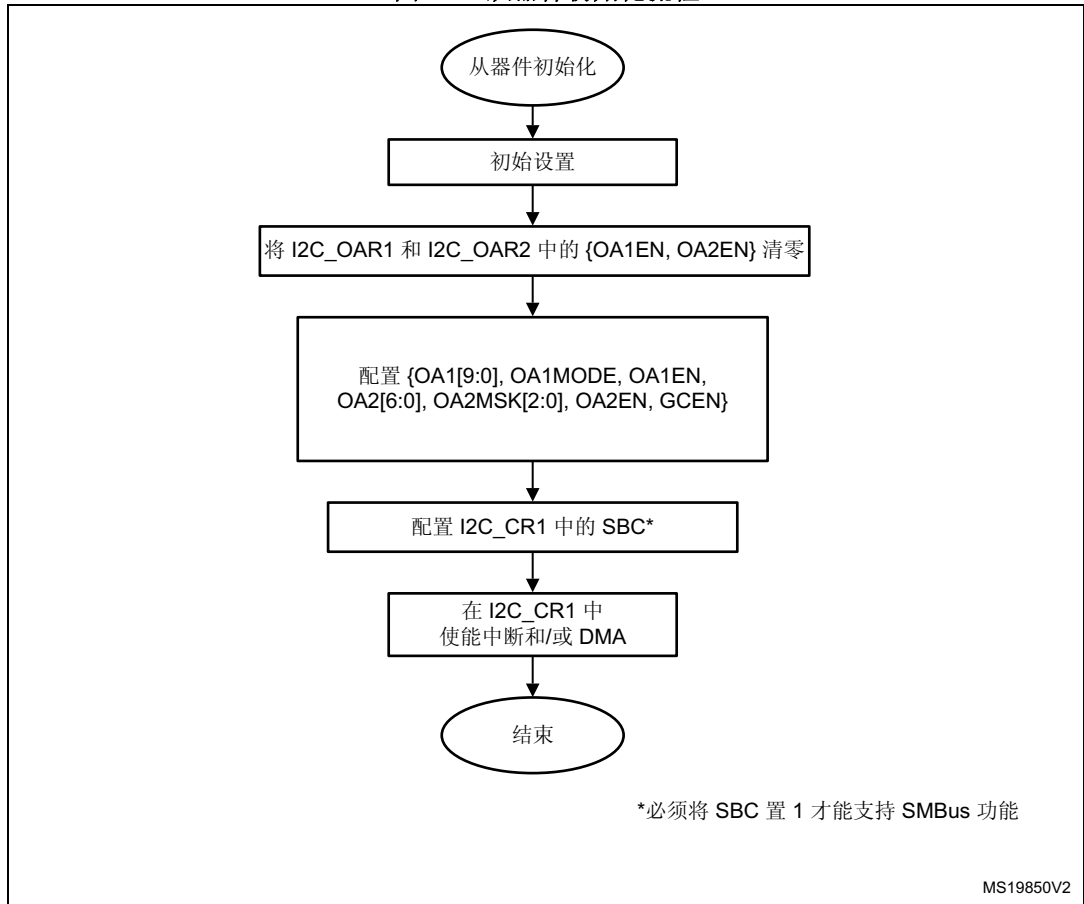 从器件初始化
初始设置
将 I2C_OAR1 和 I2C_OAR2 中的 {OA1EN, OA2EN} 清零
配置 {OA1[9:0], OA1MODE, OA1EN,
OA2[6:0], OA2MSK[2:0], OA2EN, GCEN}
配置 I2C_CR1 中的 SBC*
在 I2C_CR1 中
使能中断和/或 DMA
结束
*必须将 SBC 置 1 才能支持 SMBus 功能
MS19850V2